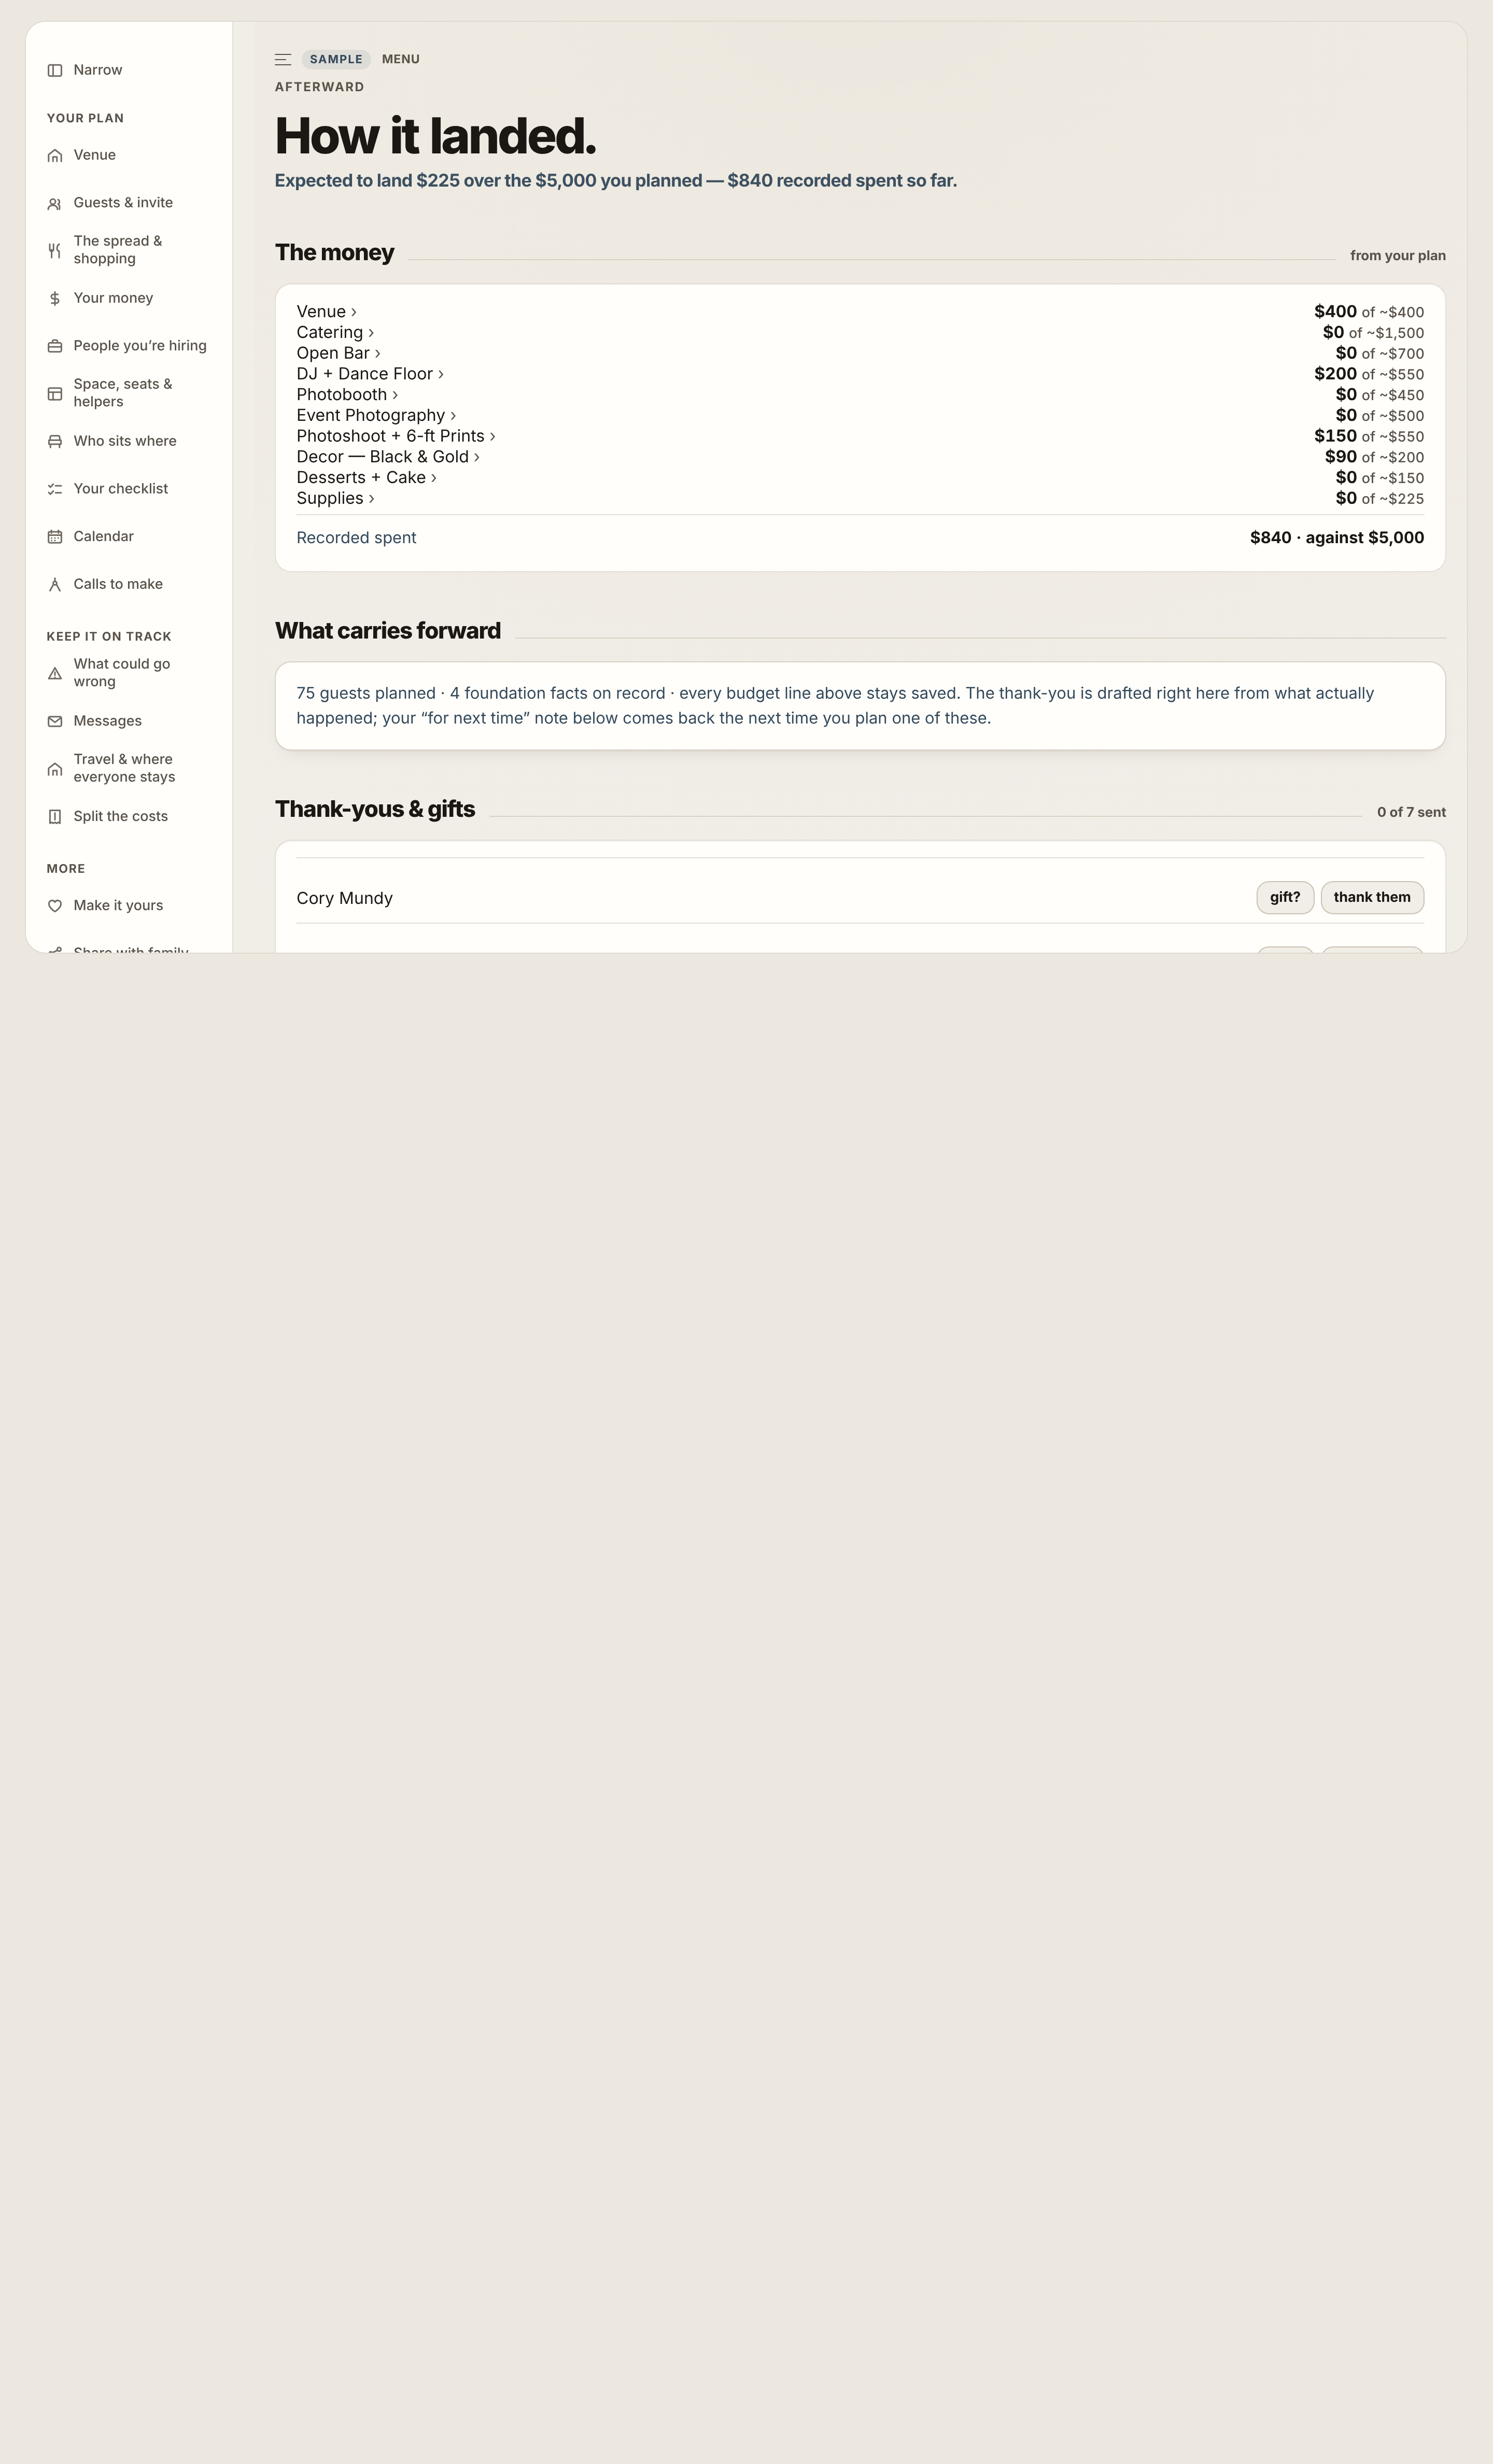 Narrow
YOUR PLAN
Venue
Guests & invite
The spread &
shopping
Your money
People you’re hiring
Space, seats &
helpers
Who sits where
Your checklist
Calendar
Calls to make
KEEP IT ON TRACK
What could go
wrong
Messages
Travel & where
everyone stays
Split the costs
MORE
Make it yours
Share with family
SAMPLE MENU
AFTERWARD
How it landed.
Expected to land $225 over the $5,000 you planned — $840 recorded spent so far.
The money from your plan
Venue › $400 of ~$400
Catering › $0 of ~$1,500
Open Bar › $0 of ~$700
DJ + Dance Floor › $200 of ~$550
Photobooth › $0 of ~$450
Event Photography › $0 of ~$500
Photoshoot + 6-ft Prints › $150 of ~$550
Decor — Black & Gold › $90 of ~$200
Desserts + Cake › $0 of ~$150
Supplies › $0 of ~$225
Recorded spent $840 · against $5,000
What carries forward
75 guests planned · 4 foundation facts on record · every budget line above stays saved. The thank-you is drafted right here from what actually
happened; your “for next time” note below comes back the next time you plan one of these.
Thank-yous & gifts 0 of 7 sent
Cory Mundy gift? thank them